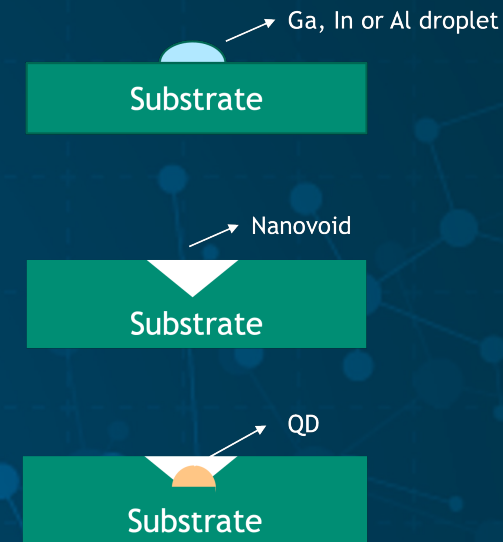 Ga, In or Al droplet
Substrate
Nanovoid
Substrate
QD
Substrate